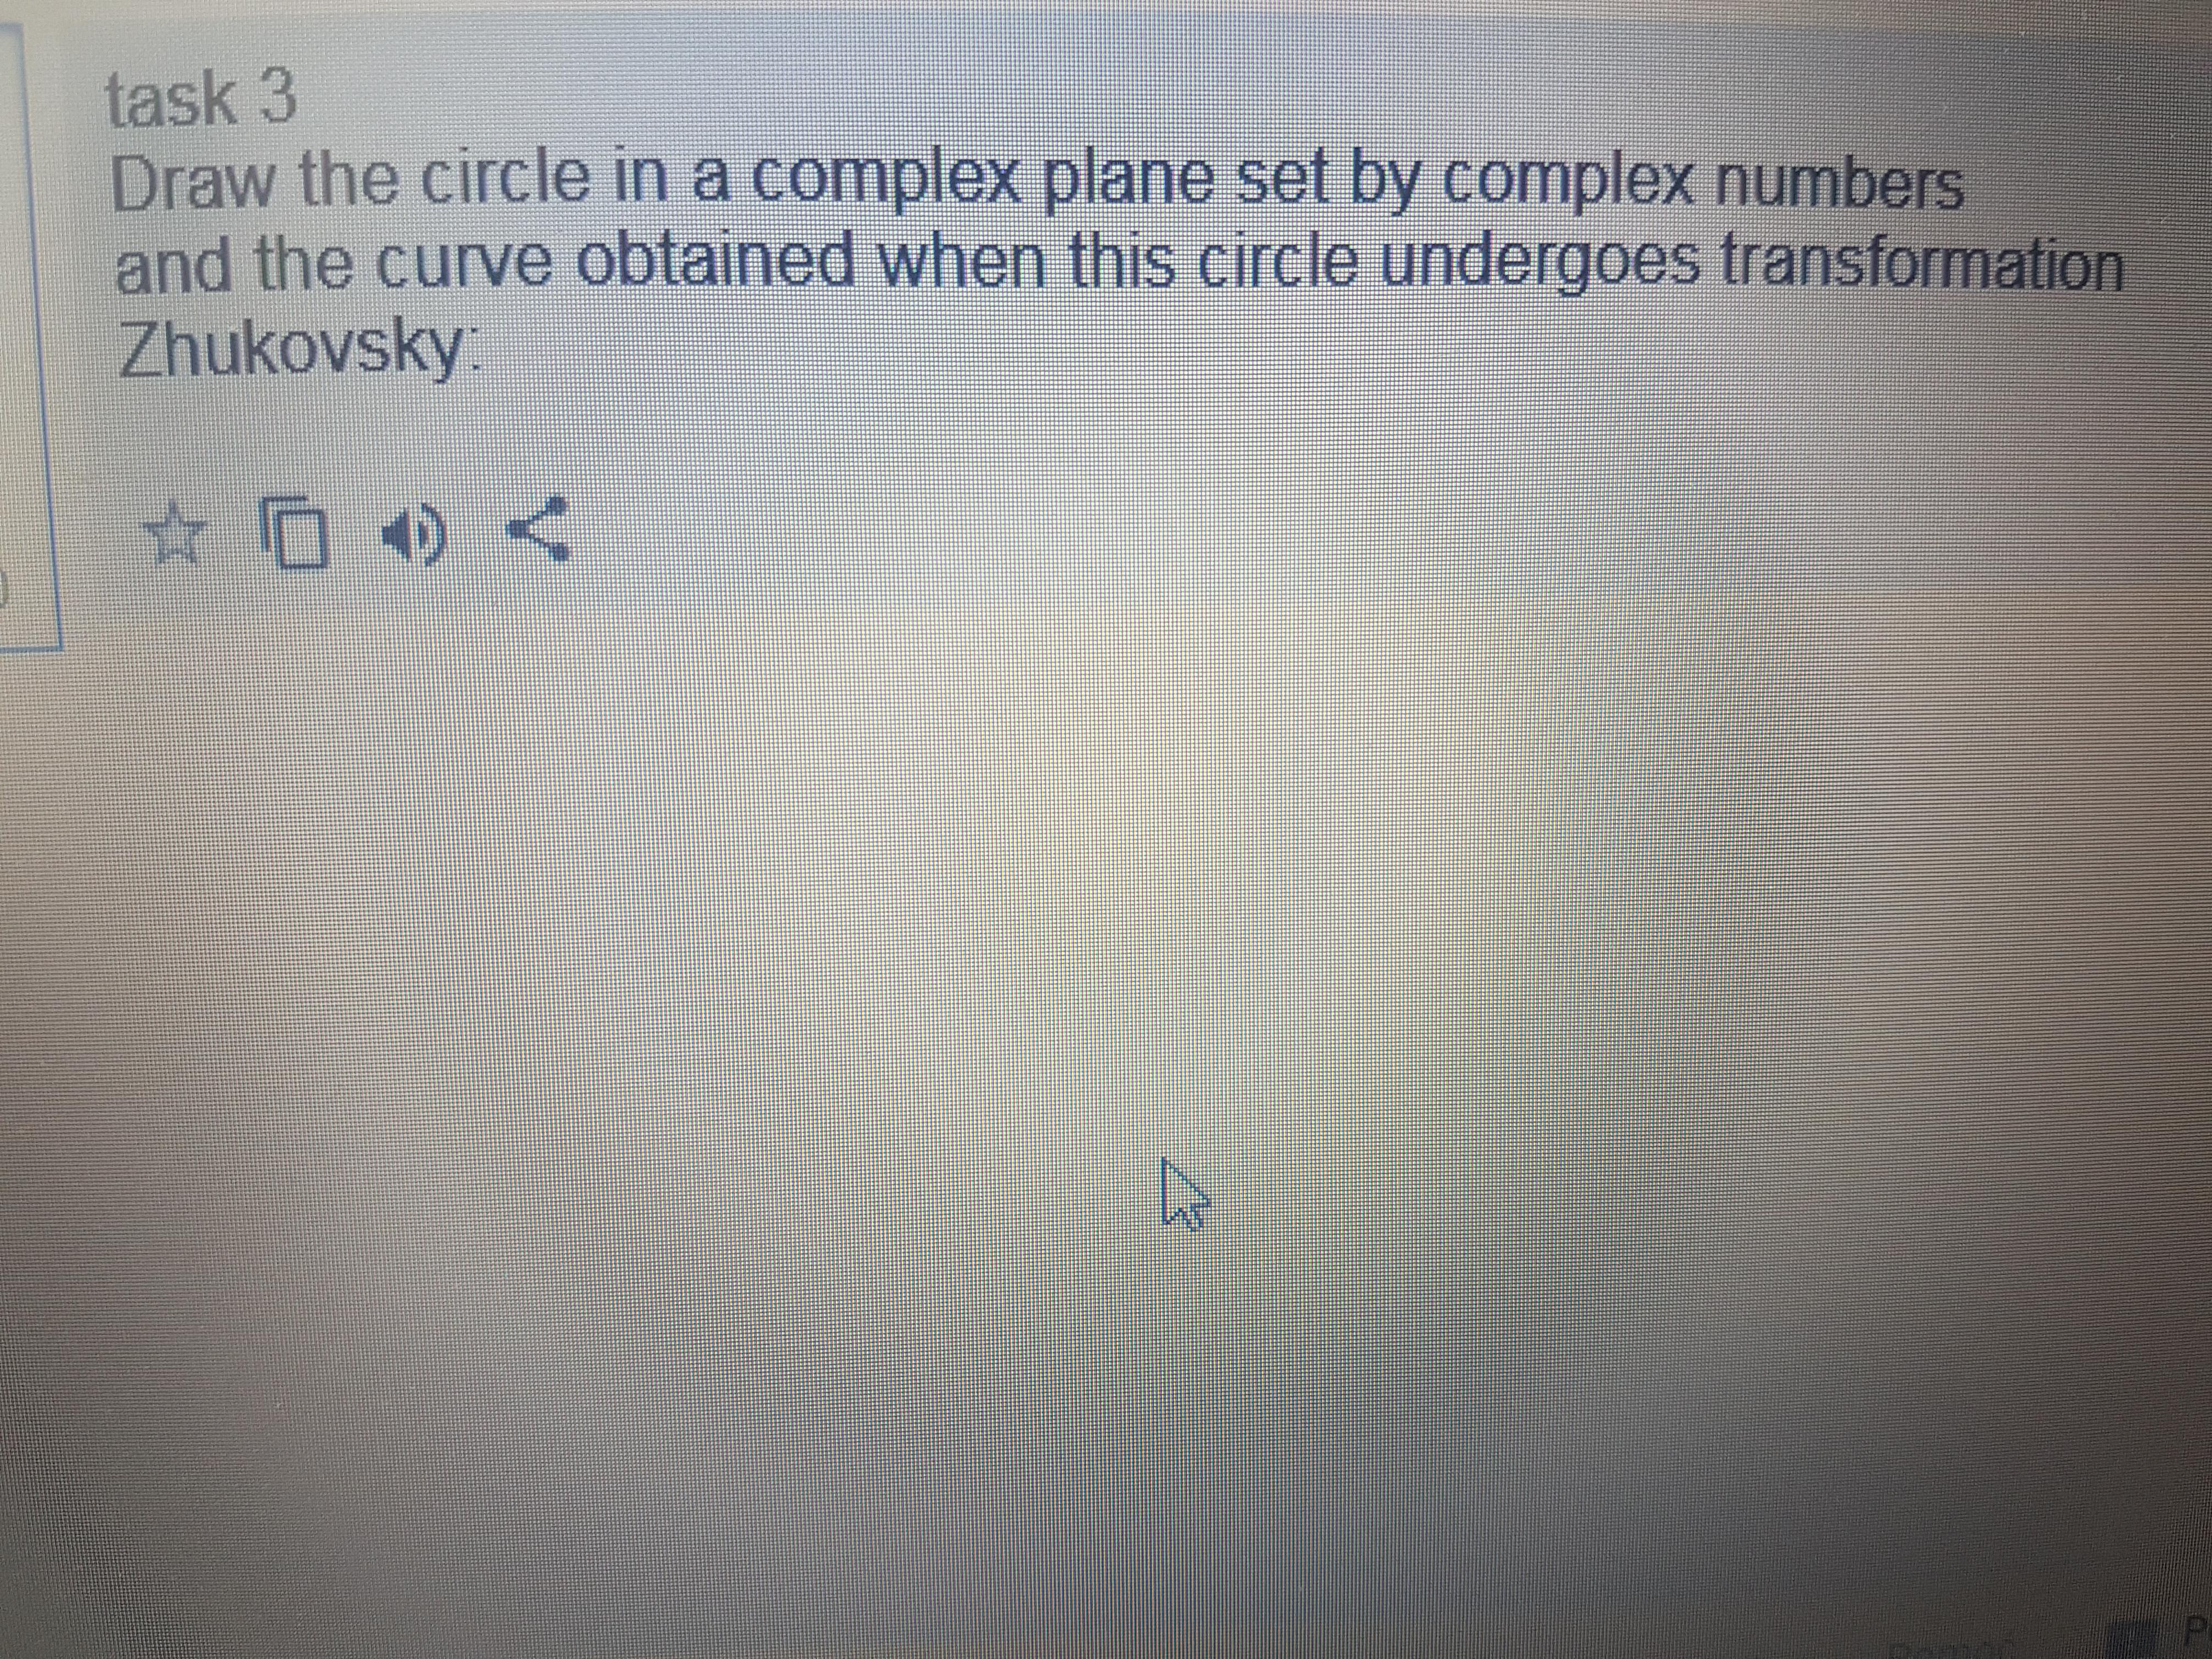 task 3
Draw the circle in a complex plane set by complex numbers
and the curve obtained when this circle undergoes transformation
Zhukovsky: